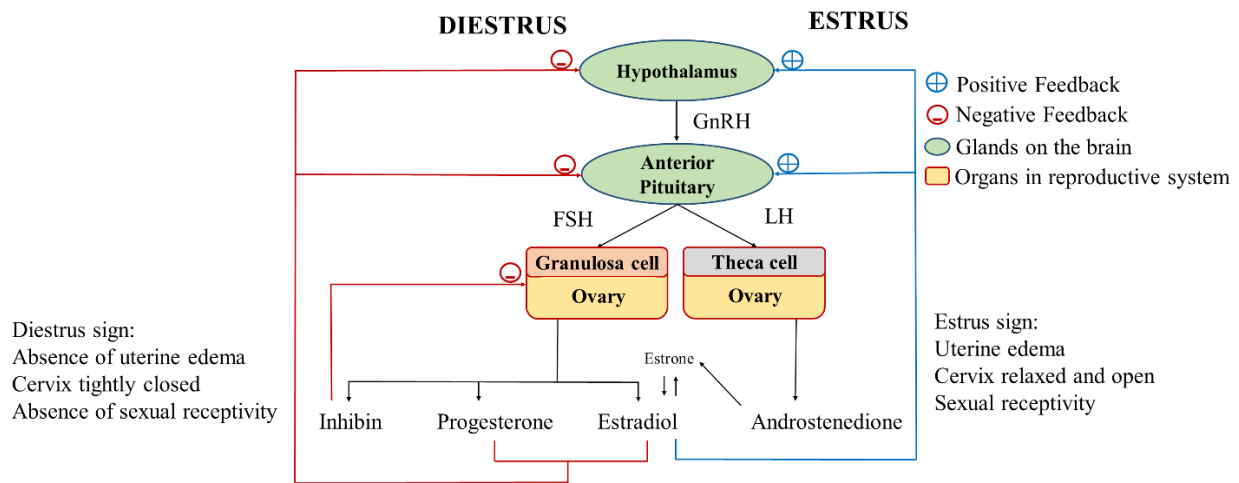 DIESTRUS
ESTRUS
Hypothalamus
GnRH
Anterior
Pituitary
FSH
LH
Granulosa cell
Ovary
Theca cell
Ovary
Estrone
Inhibin
Progesterone
Estradiol
Androstenedione
Positive Feedback
Negative Feedback
Glands on the brain
Organs in reproductive system
Diestrus sign:
Absence of uterine edema
Cervix tightly closed
Absence of sexual receptivity
Estrus sign:
Uterine edema
Cervix relaxed and open
Sexual receptivity